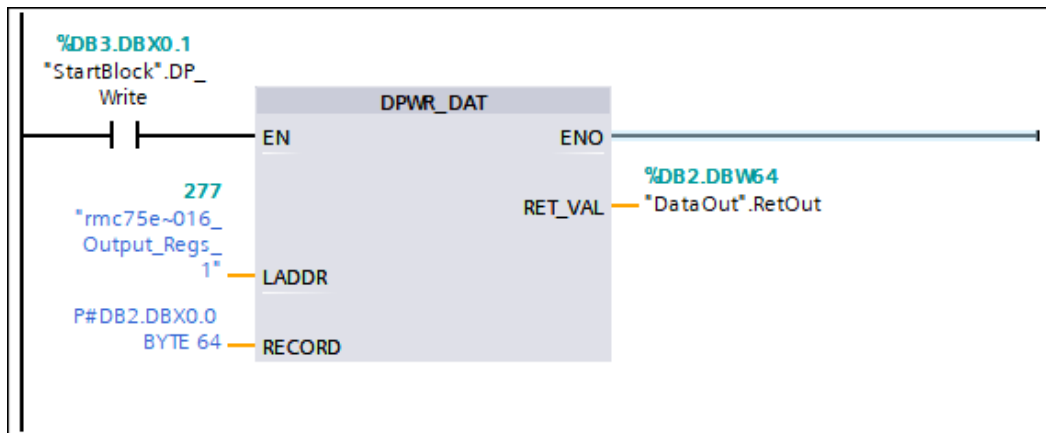 %DB3.DBX0.1
"StartBlock".DP_
Write
DPWR_DAT
EN
ENO
%DB2.DBW64
"DataOut".RetOut
RET_VAL
277
"rmc75e~016_
Output_Regs_
1"
LADDR
P#DB2.DBX0.0
BYTE 64
RECORD